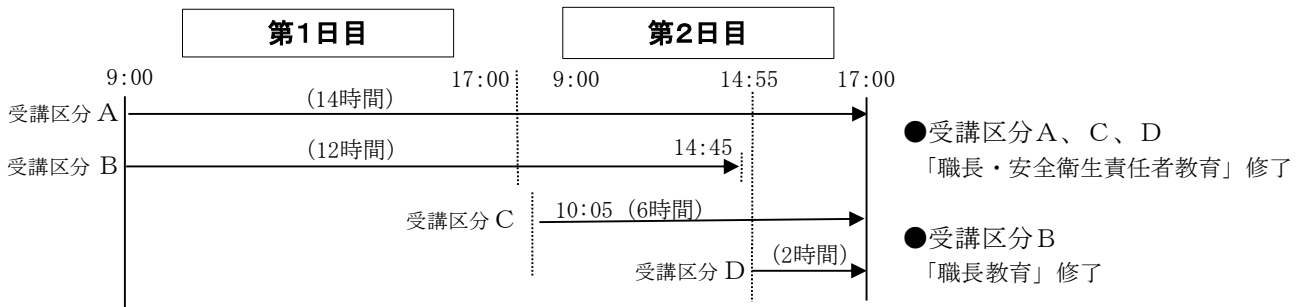 第1日目
第2日目
9:00
17:00
9:00
14:55
17:00
受講区分 A
(14時間)
受講区分 B
(12時間)
14:45
受講区分 C
10:05 (6時間)
受講区分 D
(2時間)
●受講区分A、C、D
「職長・安全衛生責任者教育」修了
●受講区分B
「職長教育」修了